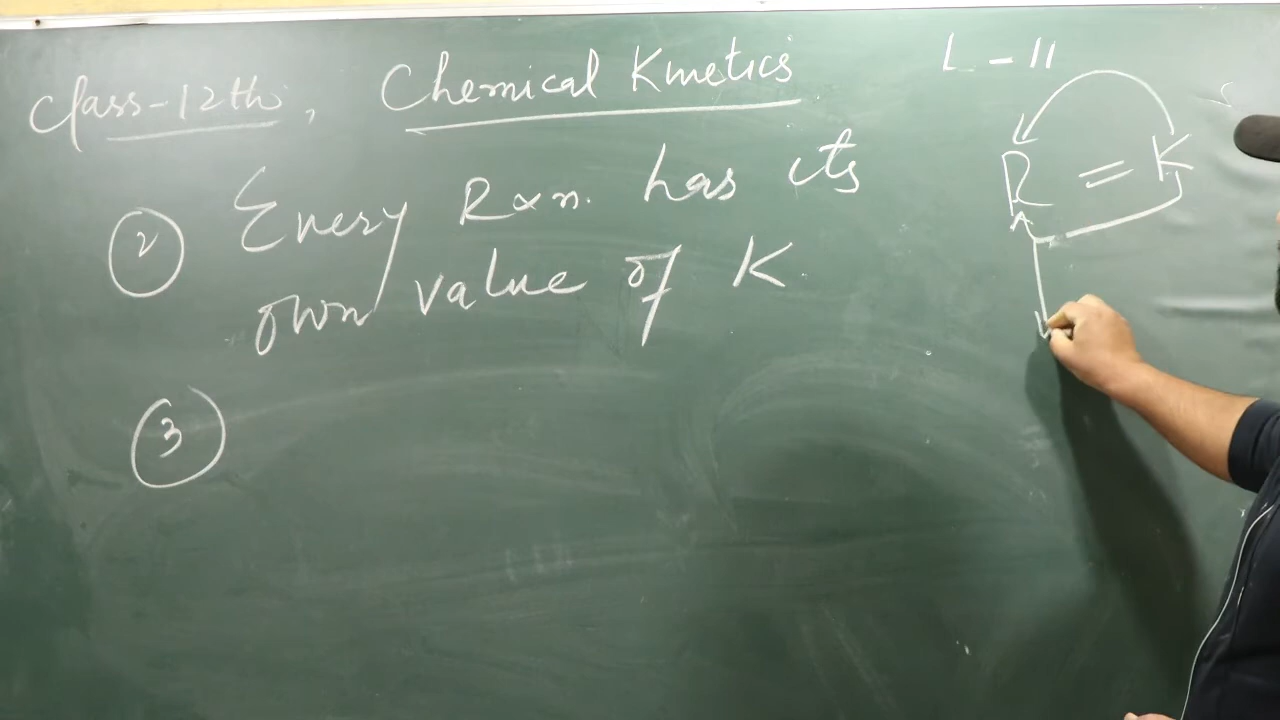 Class-12th, Chemical Kinetics L-11
② Every Rxn. has its
own value of K
③
R = K